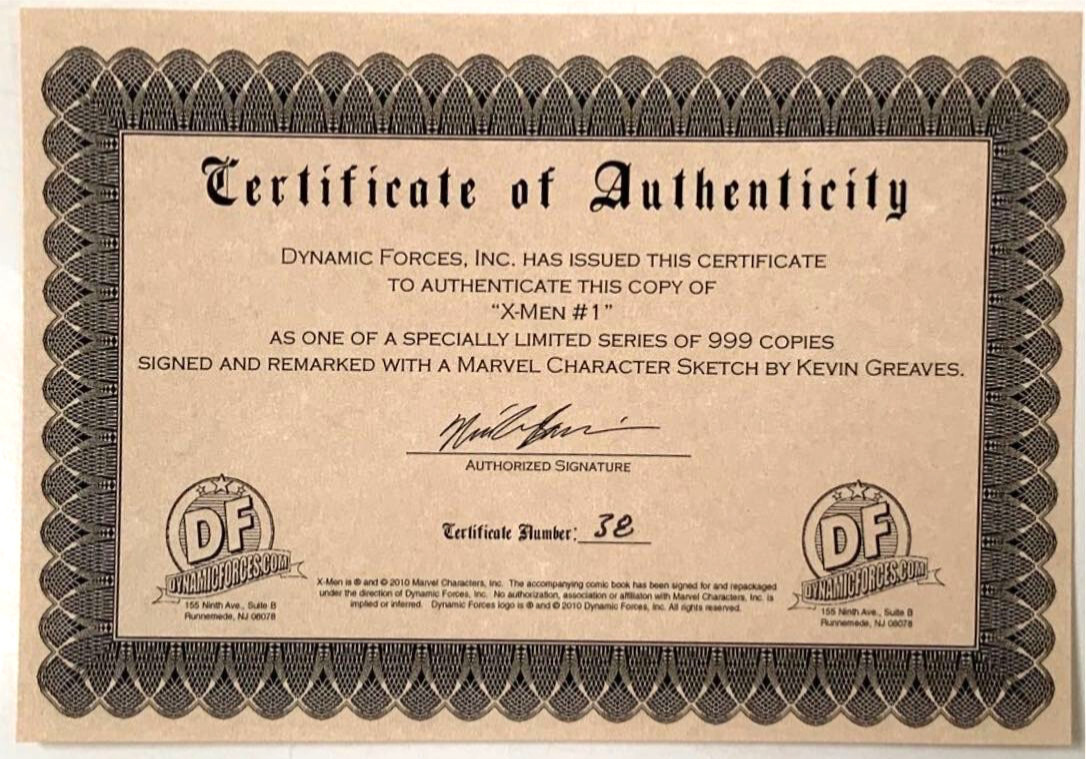 Certificate of Authenticity
DYNAMIC FORCES, INC. HAS ISSUED THIS CERTIFICATE
TO AUTHENTICATE THIS COPY OF
"X-MEN #1"
AS ONE OF A SPECIALLY LIMITED SERIES OF 999 COPIES
SIGNED AND REMARKED WITH A MARVEL CHARACTER SKETCH BY KEVIN GREAVES.
AUTHORIZED SIGNATURE
Certificate Number: 38
DF
DYNAMICFORCES.COM
155 Ninth Ave., Suite B
Runnemede, NJ 08078
X-Men is ® and © 2010 Marvel Characters, Inc. The accompanying comic book has been signed for and repackaged
under the direction of Dynamic Forces, Inc. No authorization, association or affiliaton with Marvel Characters, Inc. is
implied or inferred. Dynamic Forces logo is ® and © 2010 Dynamic Forces, Inc. All rights reserved.
DF
DYNAMICFORCES.COM
155 Ninth Ave., Suite B
Runnemede, NJ 08078